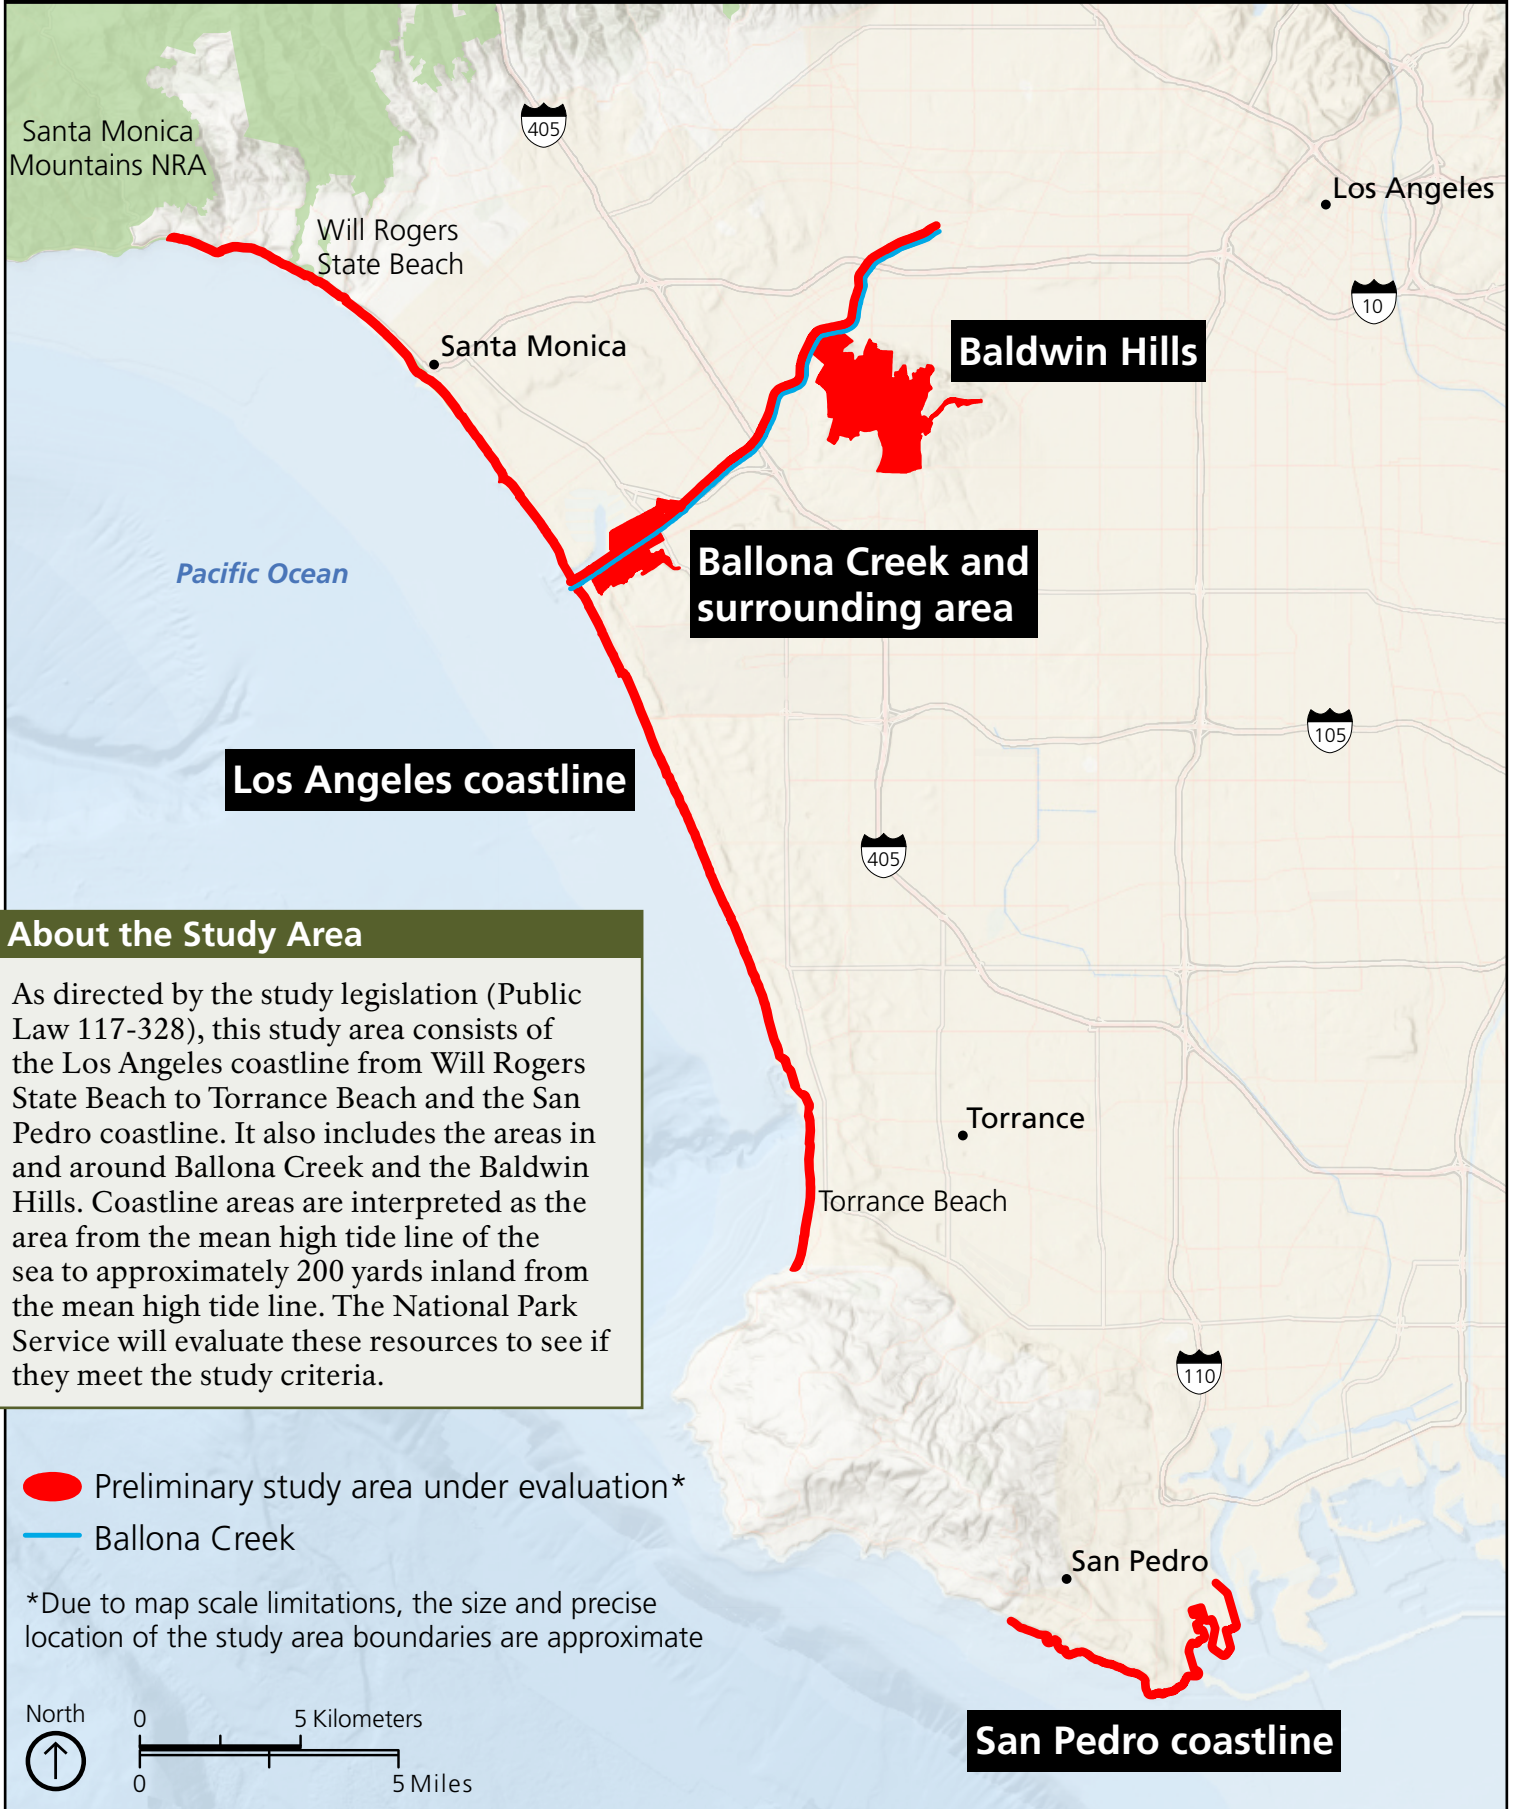 Santa Monica
Mountains NRA
405
Los Angeles
Will Rogers
State Beach
10
Santa Monica
Baldwin Hills
Pacific Ocean
Ballona Creek and
surrounding area
105
Los Angeles coastline
405
About the Study Area
As directed by the study legislation (Public
Law 117-328), this study area consists of
the Los Angeles coastline from Will Rogers
State Beach to Torrance Beach and the San
Pedro coastline. It also includes the areas in
and around Ballona Creek and the Baldwin
Hills. Coastline areas are interpreted as the
area from the mean high tide line of the
sea to approximately 200 yards inland from
the mean high tide line. The National Park
Service will evaluate these resources to see if
they meet the study criteria.
Torrance
Torrance Beach
110
Preliminary study area under evaluation*
Ballona Creek
*Due to map scale limitations, the size and precise
location of the study area boundaries are approximate
San Pedro
San Pedro coastline
North
0 5 Kilometers
0 5 Miles